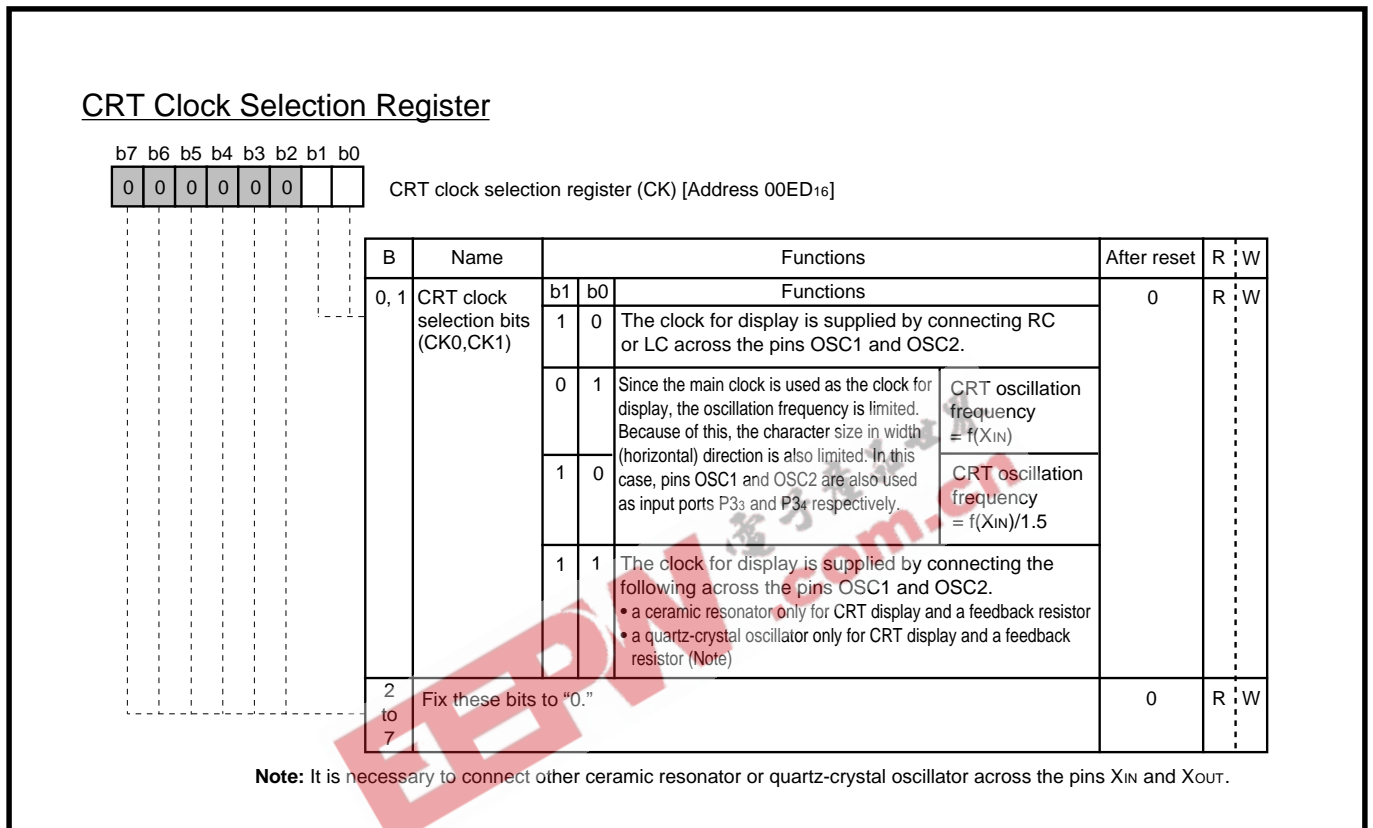 CRT Clock Selection Register
b7 b6 b5 b4 b3 b2 b1 b0
0 0 0 0 0 0
CRT clock selection register (CK) [Address 00ED16]
B Name Functions After reset R W
0, 1 CRT clock selection bits (CK0,CK1) 0 R W
b1 b0 Functions
1 0 The clock for display is supplied by connecting RC
or LC across the pins OSC1 and OSC2.
0 1 Since the main clock is used as the clock for
display, the oscillation frequency is limited.
Because of this, the character size in width
(horizontal) direction is also limited. In this
case, pins OSC1 and OSC2 are also used
as input ports P33 and P34 respectively.
CRT oscillation
frequency
= f(XIN)
1 0
CRT oscillation
frequency
= f(XIN)/1.5
1 1 The clock for display is supplied by connecting the
following across the pins OSC1 and OSC2.
• a ceramic resonator only for CRT display and a feedback resistor
• a quartz-crystal oscillator only for CRT display and a feedback
resistor (Note)
2 to 7 Fix these bits to “0.” 0 R W
Note: It is necessary to connect other ceramic resonator or quartz-crystal oscillator across the pins XIN and XOUT.
EEPW.com.cn
電子產品世界